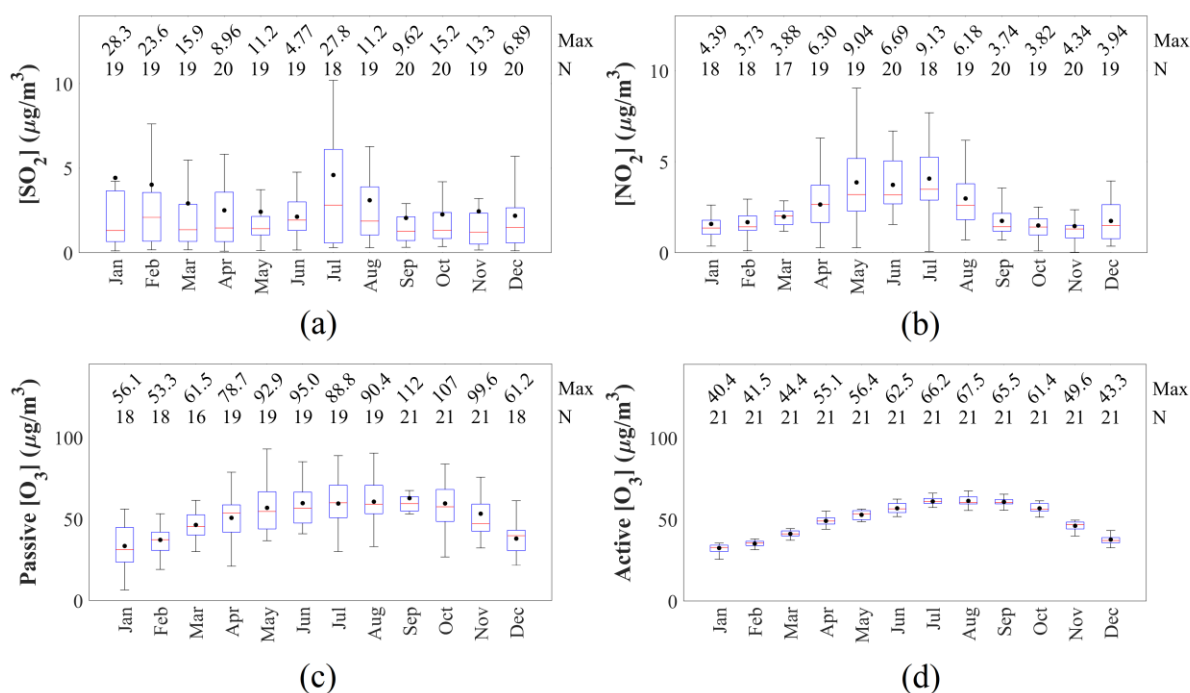 28.3 23.6 15.9 8.96 11.2 4.77 27.8 11.2 9.62 15.2 13.3 6.89 Max
19 19 19 20 19 19 18 19 20 20 19 20 N
[SO2] (μg/m3)
10
5
0
Jan Feb Mar Apr May Jun Jul Aug Sep Oct Nov Dec
(a)
4.39 3.73 3.88 6.30 9.04 6.69 9.13 6.18 3.74 3.82 4.34 3.94 Max
18 18 17 19 19 20 18 19 20 19 20 19 N
[NO2] (μg/m3)
10
5
0
Jan Feb Mar Apr May Jun Jul Aug Sep Oct Nov Dec
(b)
56.1 53.3 61.5 78.7 92.9 95.0 88.8 90.4 112 107 99.6 61.2 Max
18 18 16 19 19 19 19 19 21 21 21 18 N
Passive [O3] (μg/m3)
100
50
0
Jan Feb Mar Apr May Jun Jul Aug Sep Oct Nov Dec
(c)
40.4 41.5 44.4 55.1 56.4 62.5 66.2 67.5 65.5 61.4 49.6 43.3 Max
21 21 21 21 21 21 21 21 21 21 21 21 N
Active [O3] (μg/m3)
100
50
0
Jan Feb Mar Apr May Jun Jul Aug Sep Oct Nov Dec
(d)